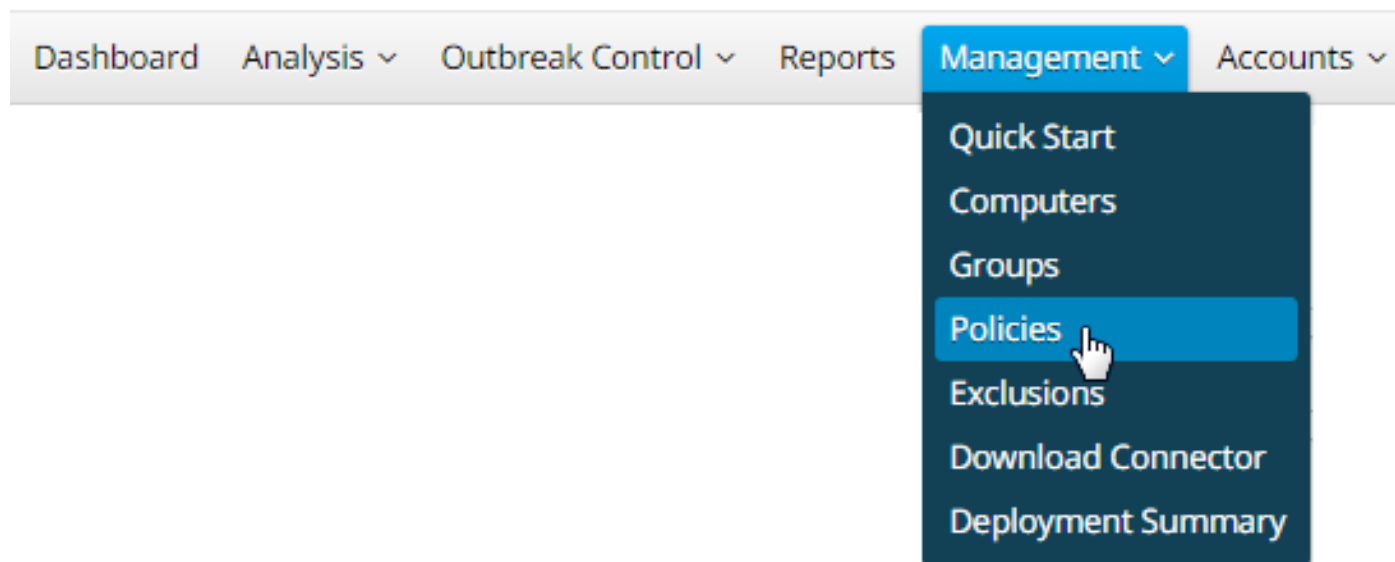 Dashboard Analysis Outbreak Control Reports Management Accounts
Quick Start
Computers
Groups
Policies
Exclusions
Download Connector
Deployment Summary